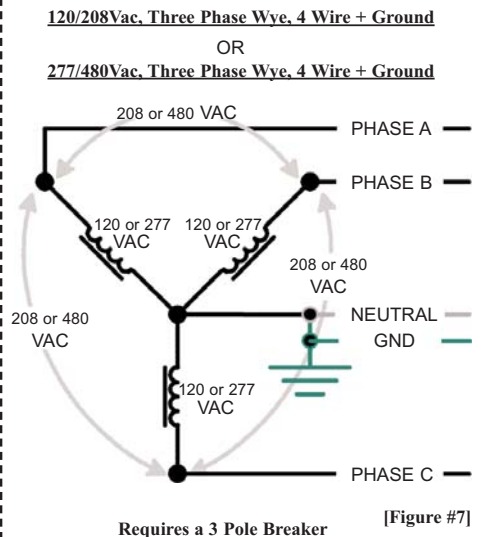 120/208Vac, Three Phase Wye, 4 Wire + Ground
OR
277/480Vac, Three Phase Wye, 4 Wire + Ground
208 or 480 VAC
PHASE A
PHASE B
120 or 277
VAC
120 or 277
VAC
208 or 480
VAC
208 or 480
VAC
NEUTRAL
GND
120 or 277
VAC
PHASE C
[Figure #7]
Requires a 3 Pole Breaker